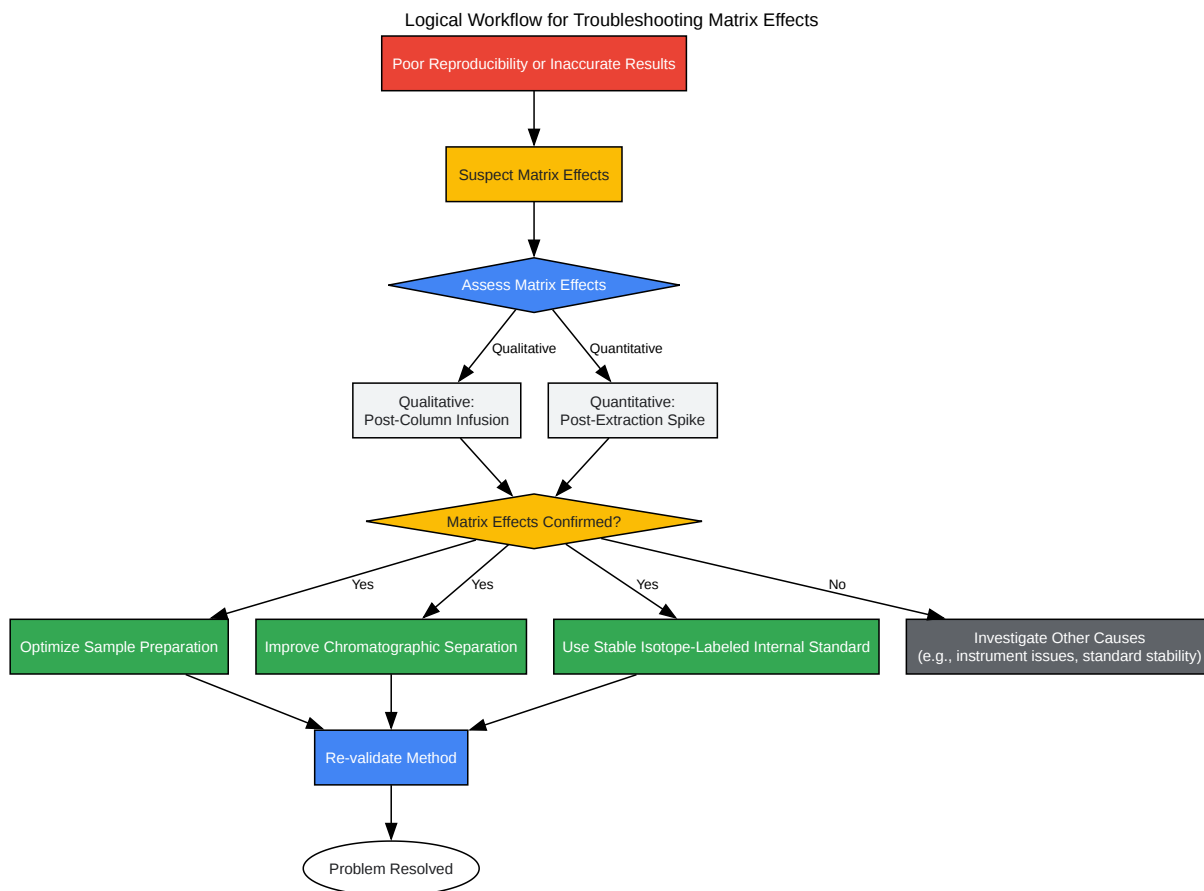 Logical Workflow for Troubleshooting Matrix Effects
Poor Reproducibility or Inaccurate Results
Suspect Matrix Effects
Assess Matrix Effects
Qualitative
Quantitative
Qualitative:
Post-Column Infusion
Quantitative:
Post-Extraction Spike
Matrix Effects Confirmed?
Yes
Yes
Yes
No
Optimize Sample Preparation
Improve Chromatographic Separation
Use Stable Isotope-Labeled Internal Standard
Investigate Other Causes
(e.g., instrument issues, standard stability)
Re-validate Method
Problem Resolved